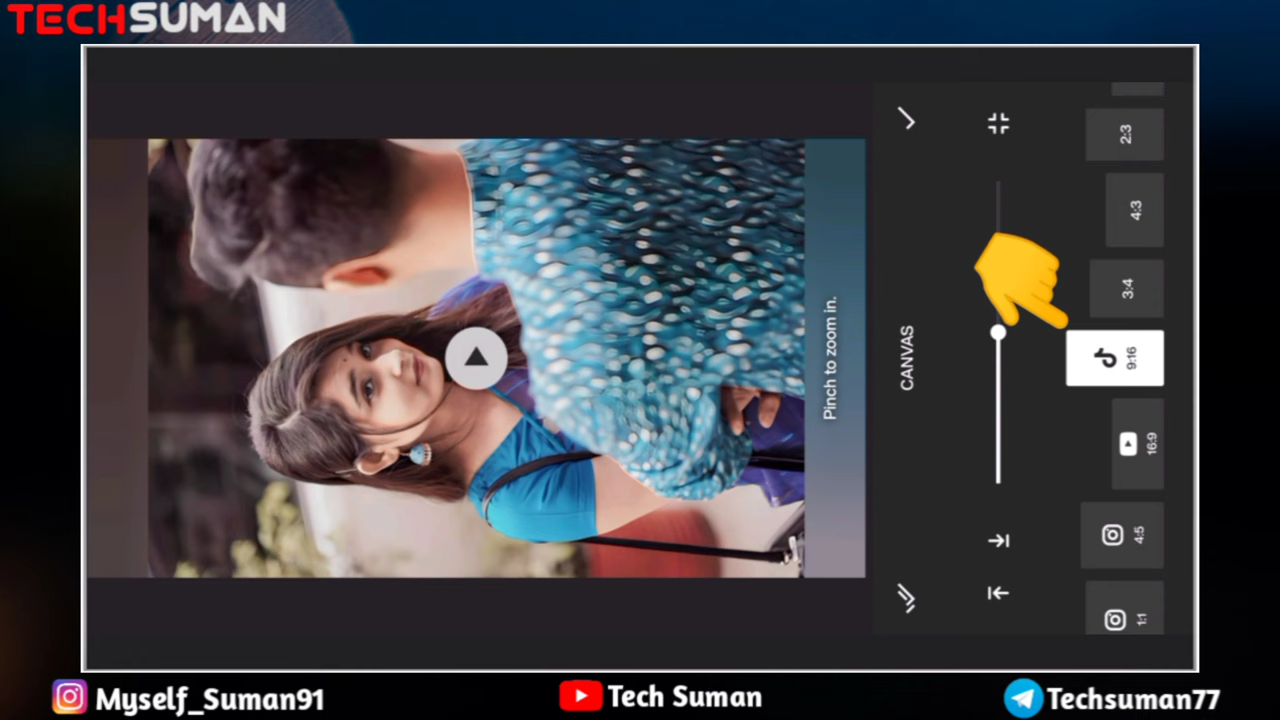 TECHSUMAN
Pinch to zoom in.
CANVAS
1:1
4:5
16:9
9:16
3:4
4:3
2:3
Myself_Suman91
Tech Suman
Techsuman77